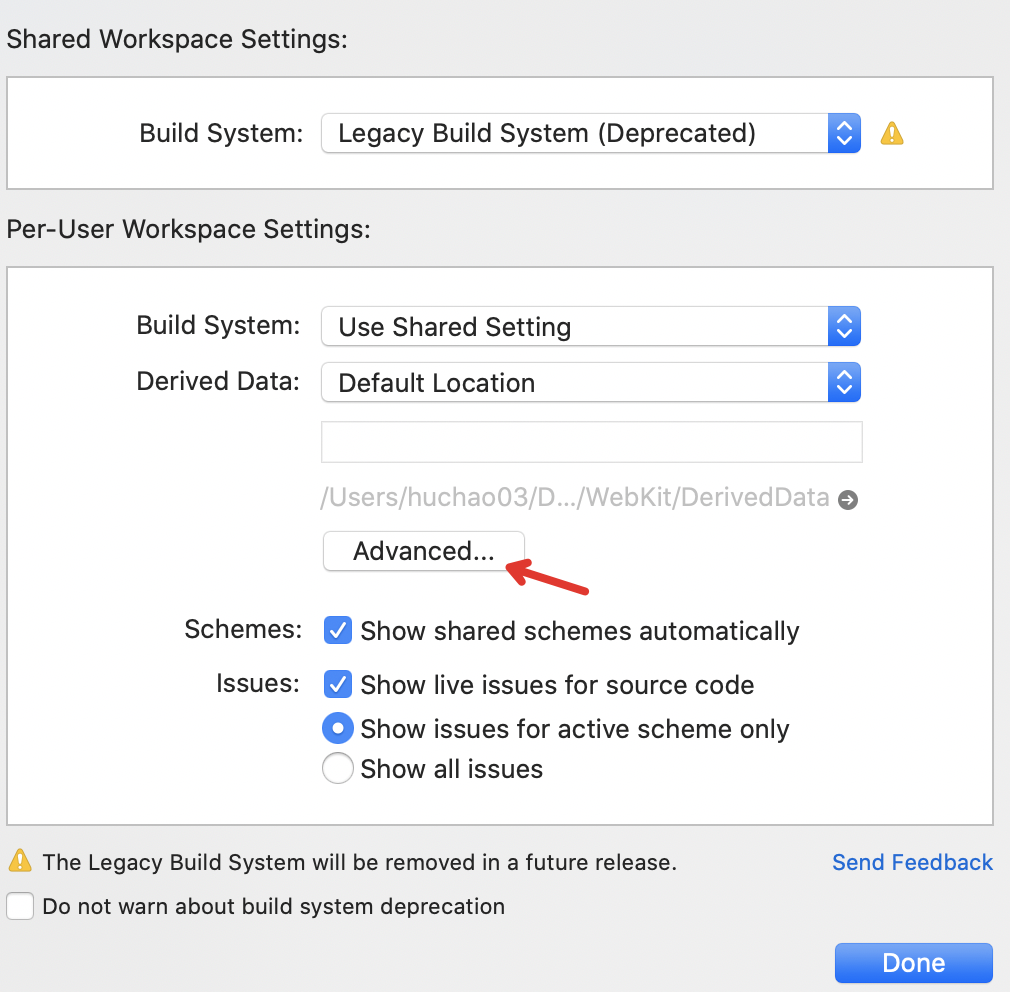 Shared Workspace Settings:
Build System: Legacy Build System (Deprecated)
Per-User Workspace Settings:
Build System: Use Shared Setting
Derived Data: Default Location
/Users/huchao03/D.../WebKit/DerivedData
Advanced...
Schemes: Show shared schemes automatically
Issues: Show live issues for source code
Show issues for active scheme only
Show all issues
The Legacy Build System will be removed in a future release. Send Feedback
Do not warn about build system deprecation
Done